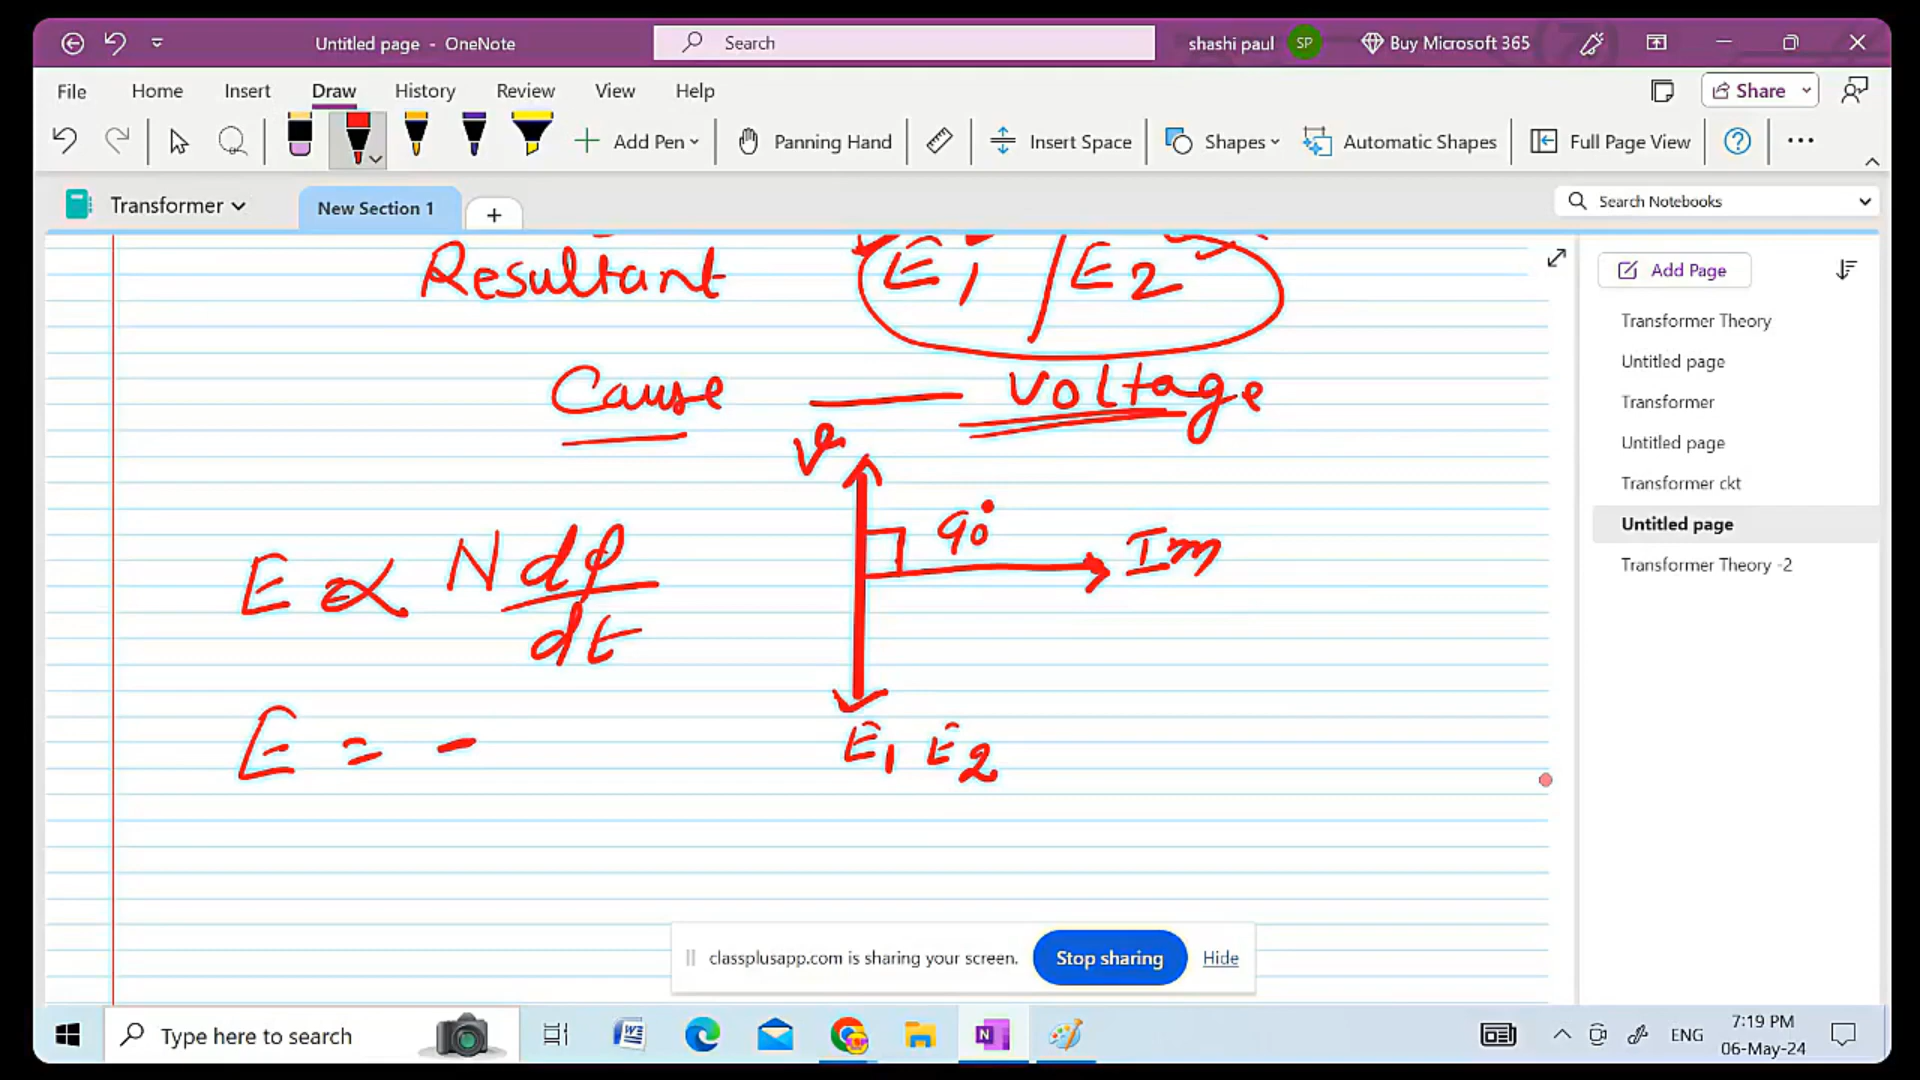 Untitled page - OneNote
Search
shashi paul SP
Buy Microsoft 365
File Home Insert Draw History Review View Help
Share
Add Pen
Panning Hand
Insert Space
Shapes
Automatic Shapes
Full Page View
Transformer
New Section 1
Search Notebooks
Add Page
Transformer Theory
Untitled page
Transformer
Untitled page
Transformer ckt
Untitled page
Transformer Theory -2
Resultant E1 / E2
Cause — Voltage
90°
Im
E ∝ N dφ/dt
E = -
E1 E2
classplusapp.com is sharing your screen. Stop sharing Hide
Type here to search
ENG
7:19 PM
06-May-24